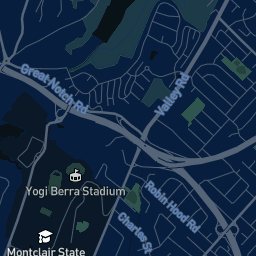 Great Notch Rd
Valley Rd
Yogi Berra Stadium
Robin Hood Rd
Charles St
Montclair State